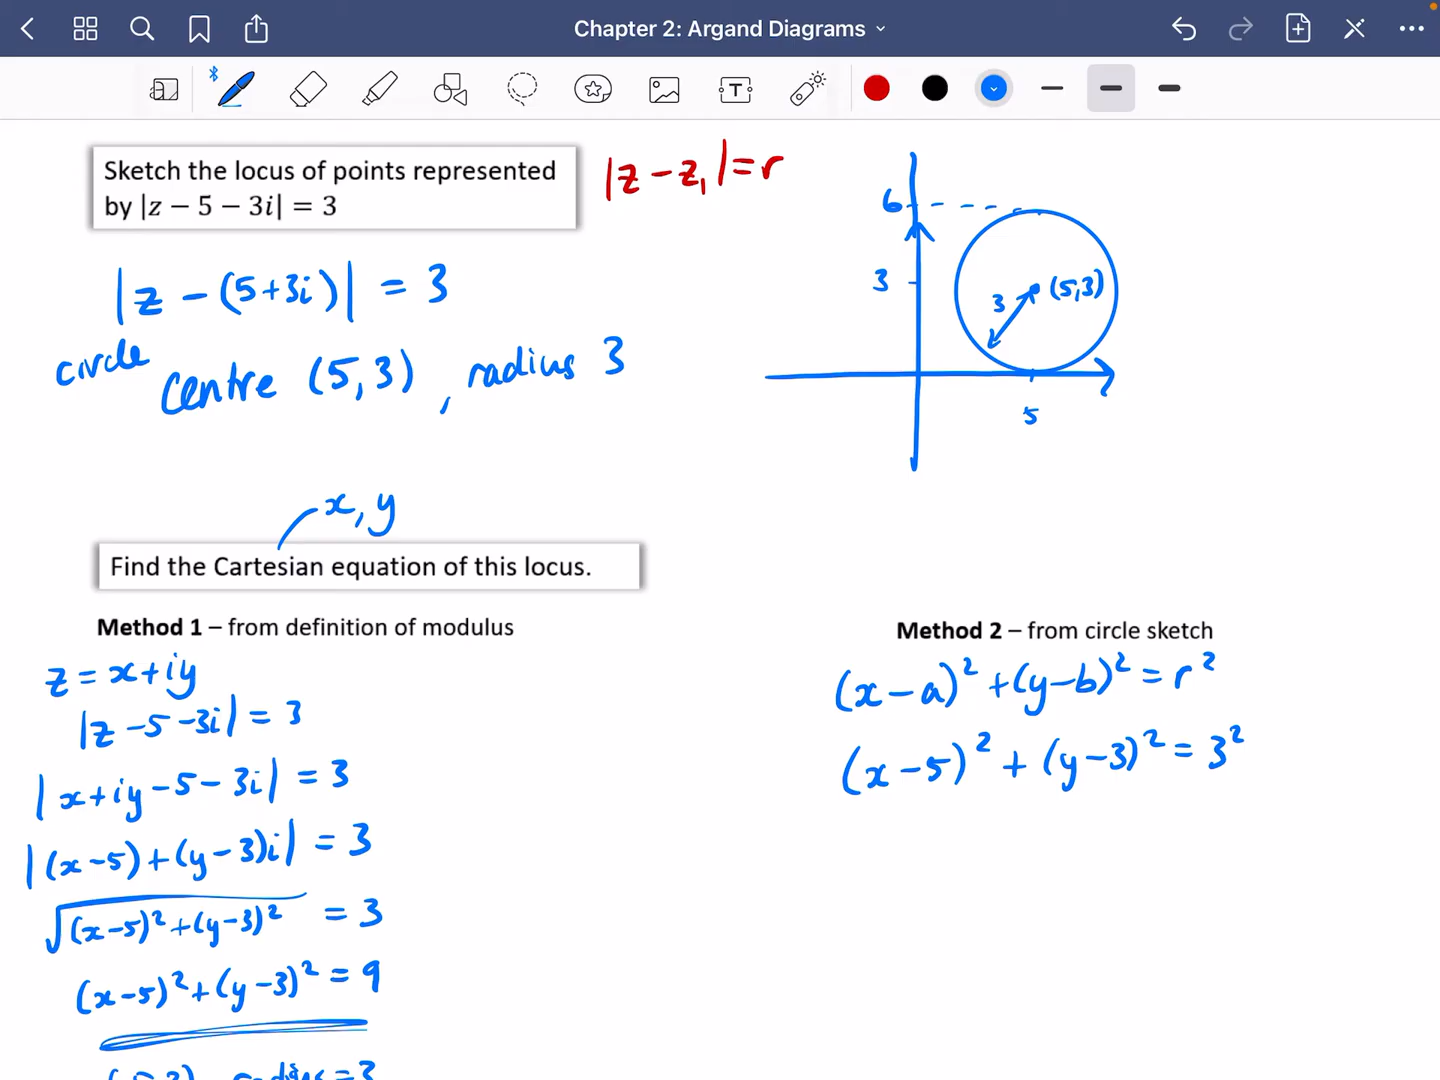 Chapter 2: Argand Diagrams
Sketch the locus of points represented
by |z − 5 − 3i| = 3
|z − z₁| = r
|z − (5+3i)| = 3
circle
centre (5,3), radius 3
6
3
3
(5,3)
5
x, y
Find the Cartesian equation of this locus.
Method 1 – from definition of modulus
z = x+iy
|z − 5 − 3i| = 3
|x+iy − 5 − 3i| = 3
|(x−5)+(y−3)i| = 3
√(x−5)²+(y−3)² = 3
(x−5)²+(y−3)² = 9
radius = 3
Method 2 – from circle sketch
(x−a)²+(y−b)² = r²
(x−5)²+(y−3)² = 3²